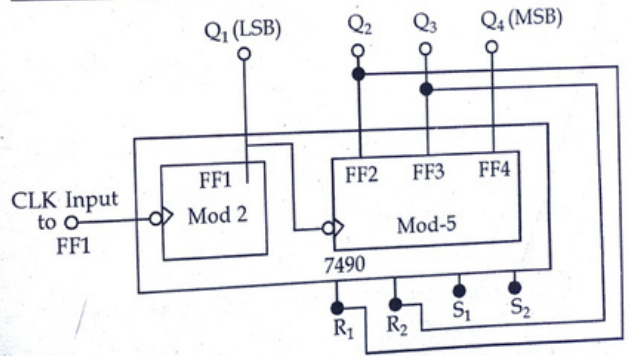 Q₁ (LSB)
Q₂
Q₃
Q₄ (MSB)
CLK Input
to
FF1
FF1
Mod 2
FF2
FF3
FF4
Mod-5
7490
R₁
R₂
S₁
S₂